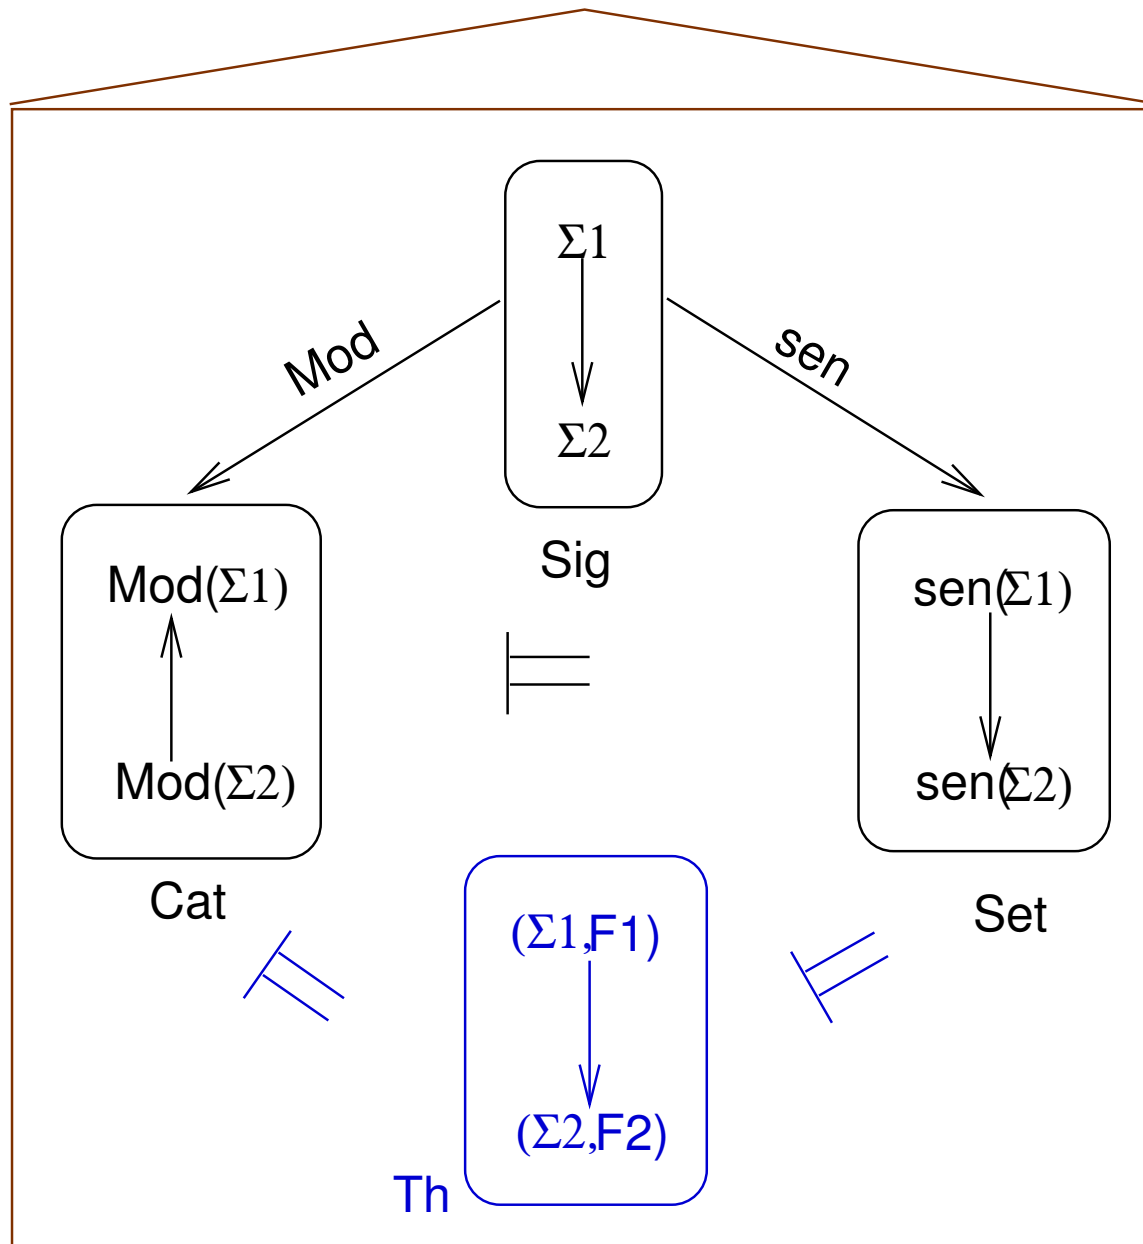 Σ1
Mod
sen
Σ2
Sig
Mod(Σ1)
sen(Σ1)
Mod(Σ2)
sen(Σ2)
Cat
Set
(Σ1,F1)
(Σ2,F2)
Th